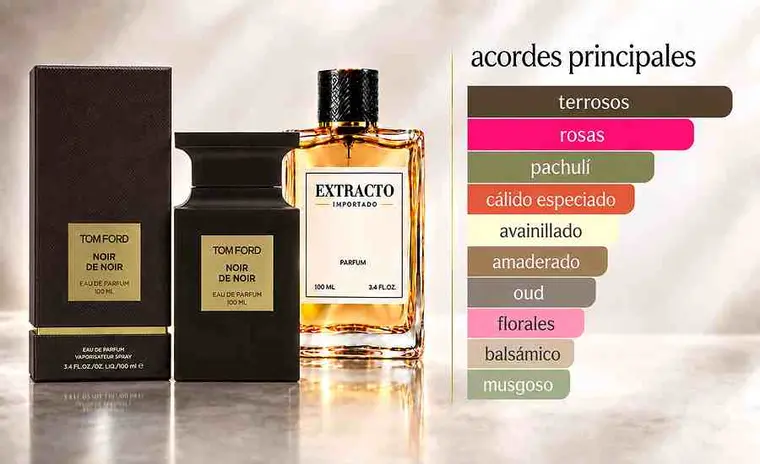 TOM FORD
NOIR
DE NOIR
EAU DE PARFUM
100 ML
EAU DE PARFUM
VAPORISATEUR SPRAY
3.4 FL.OZ./OZ. LIQ./100 ml e
TOM FORD
NOIR
DE NOIR
EAU DE PARFUM
100 ML
EXTRACTO
IMPORTADO
PARFUM
100 ML 3.4 FL.OZ.
acordes principales
terrosos
rosas
pachulí
cálido especiado
avainillado
amaderado
oud
florales
balsámico
musgoso